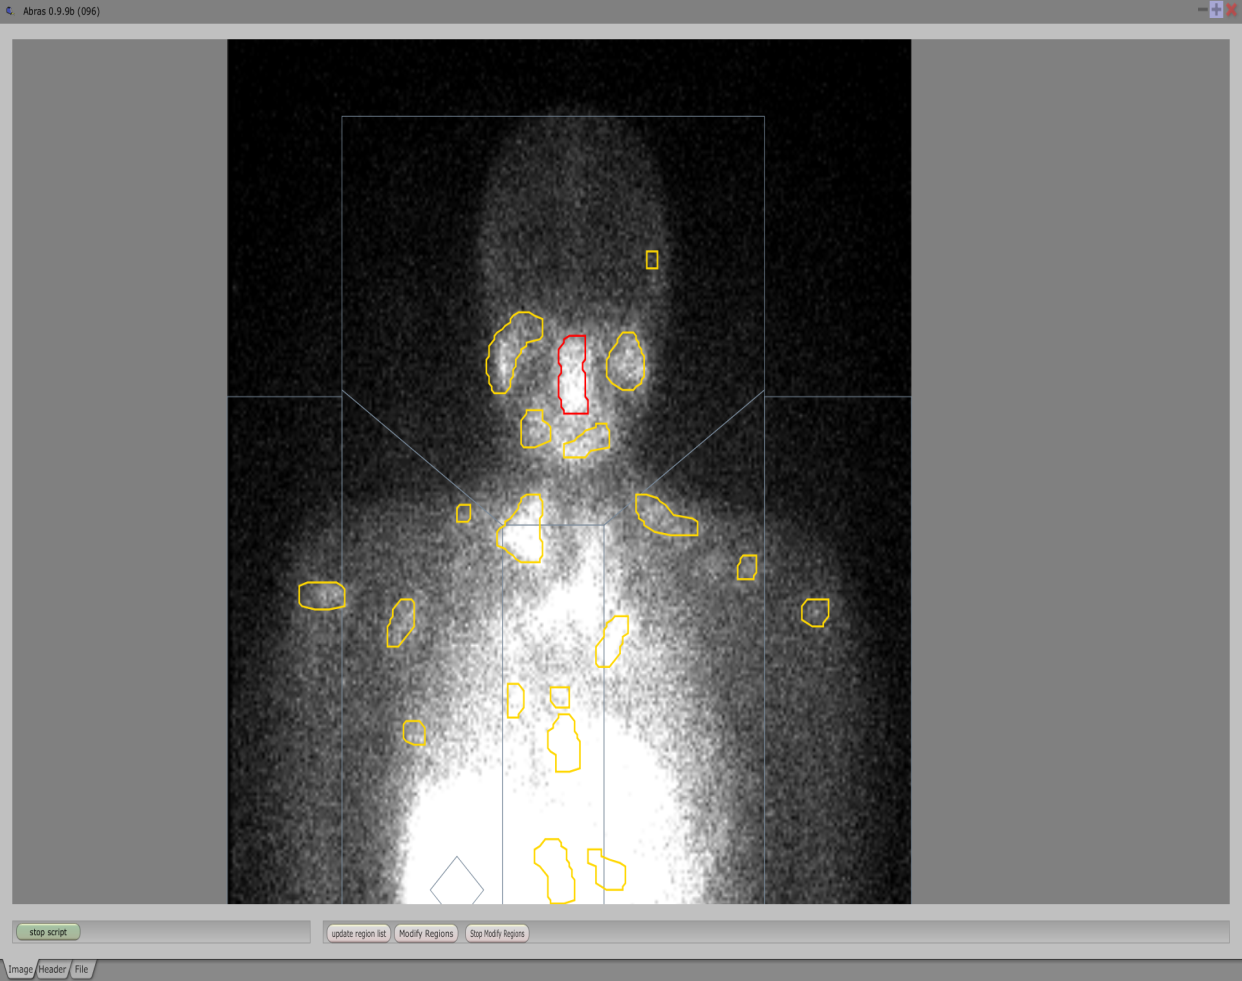 Abras 0.9.9b (096)
stop script
update region list
Modify Regions
Stop Modify Regions
Image
Header
File